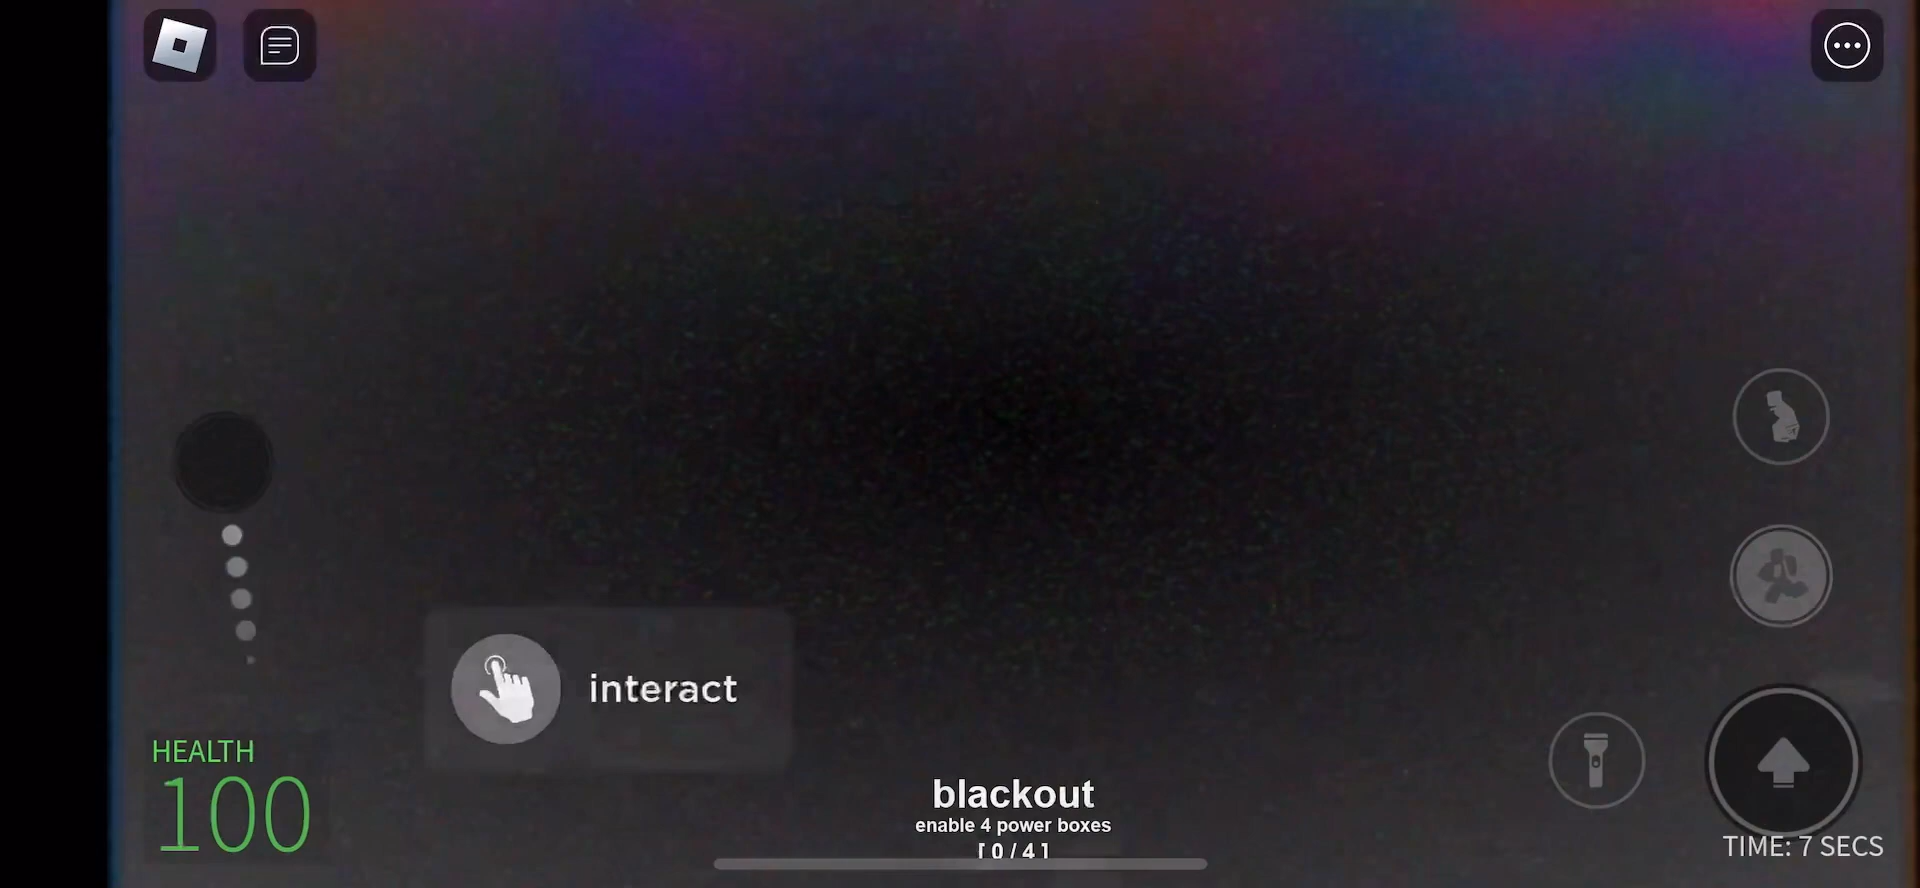 interact
HEALTH
100
blackout
enable 4 power boxes
[ 0 / 4 ]
TIME: 7 SECS